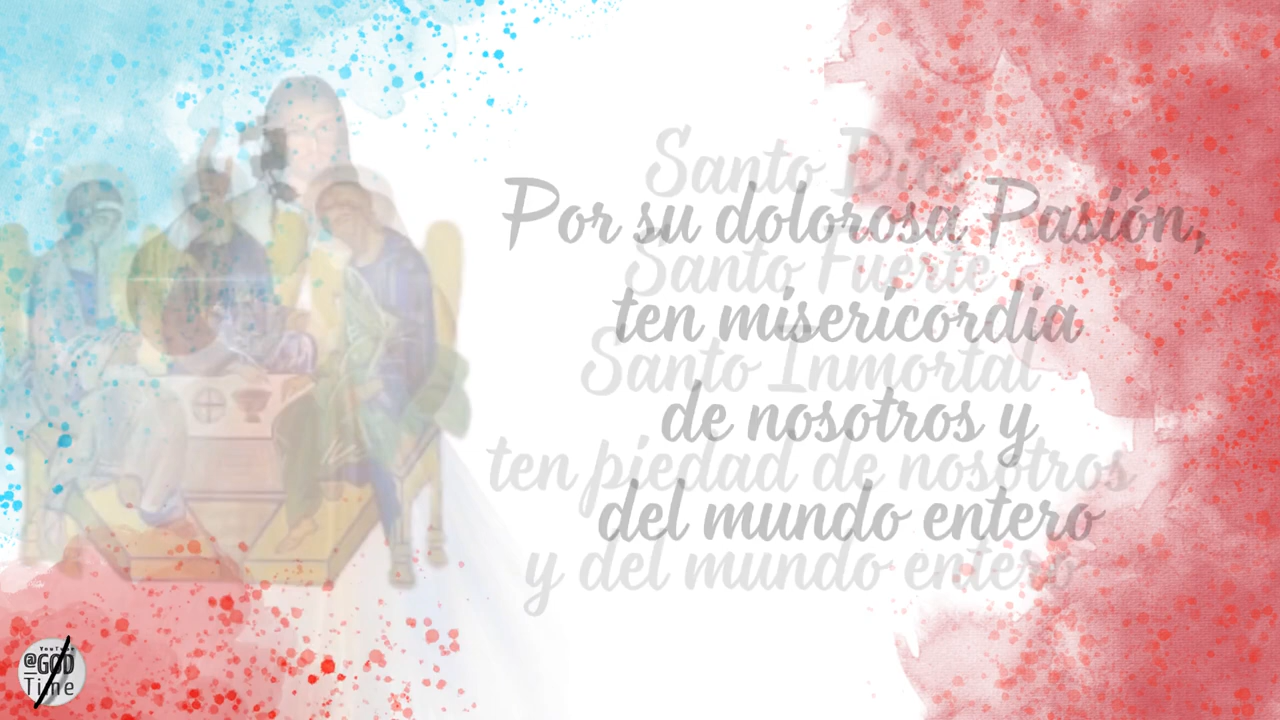 Santo Dios
Por su dolorosa Pasión,
Santo Fuerte
ten misericordia
Santo Inmortal
de nosotros y
ten piedad de nosotros
del mundo entero
y del mundo entero
YouTube
@GOD
Time